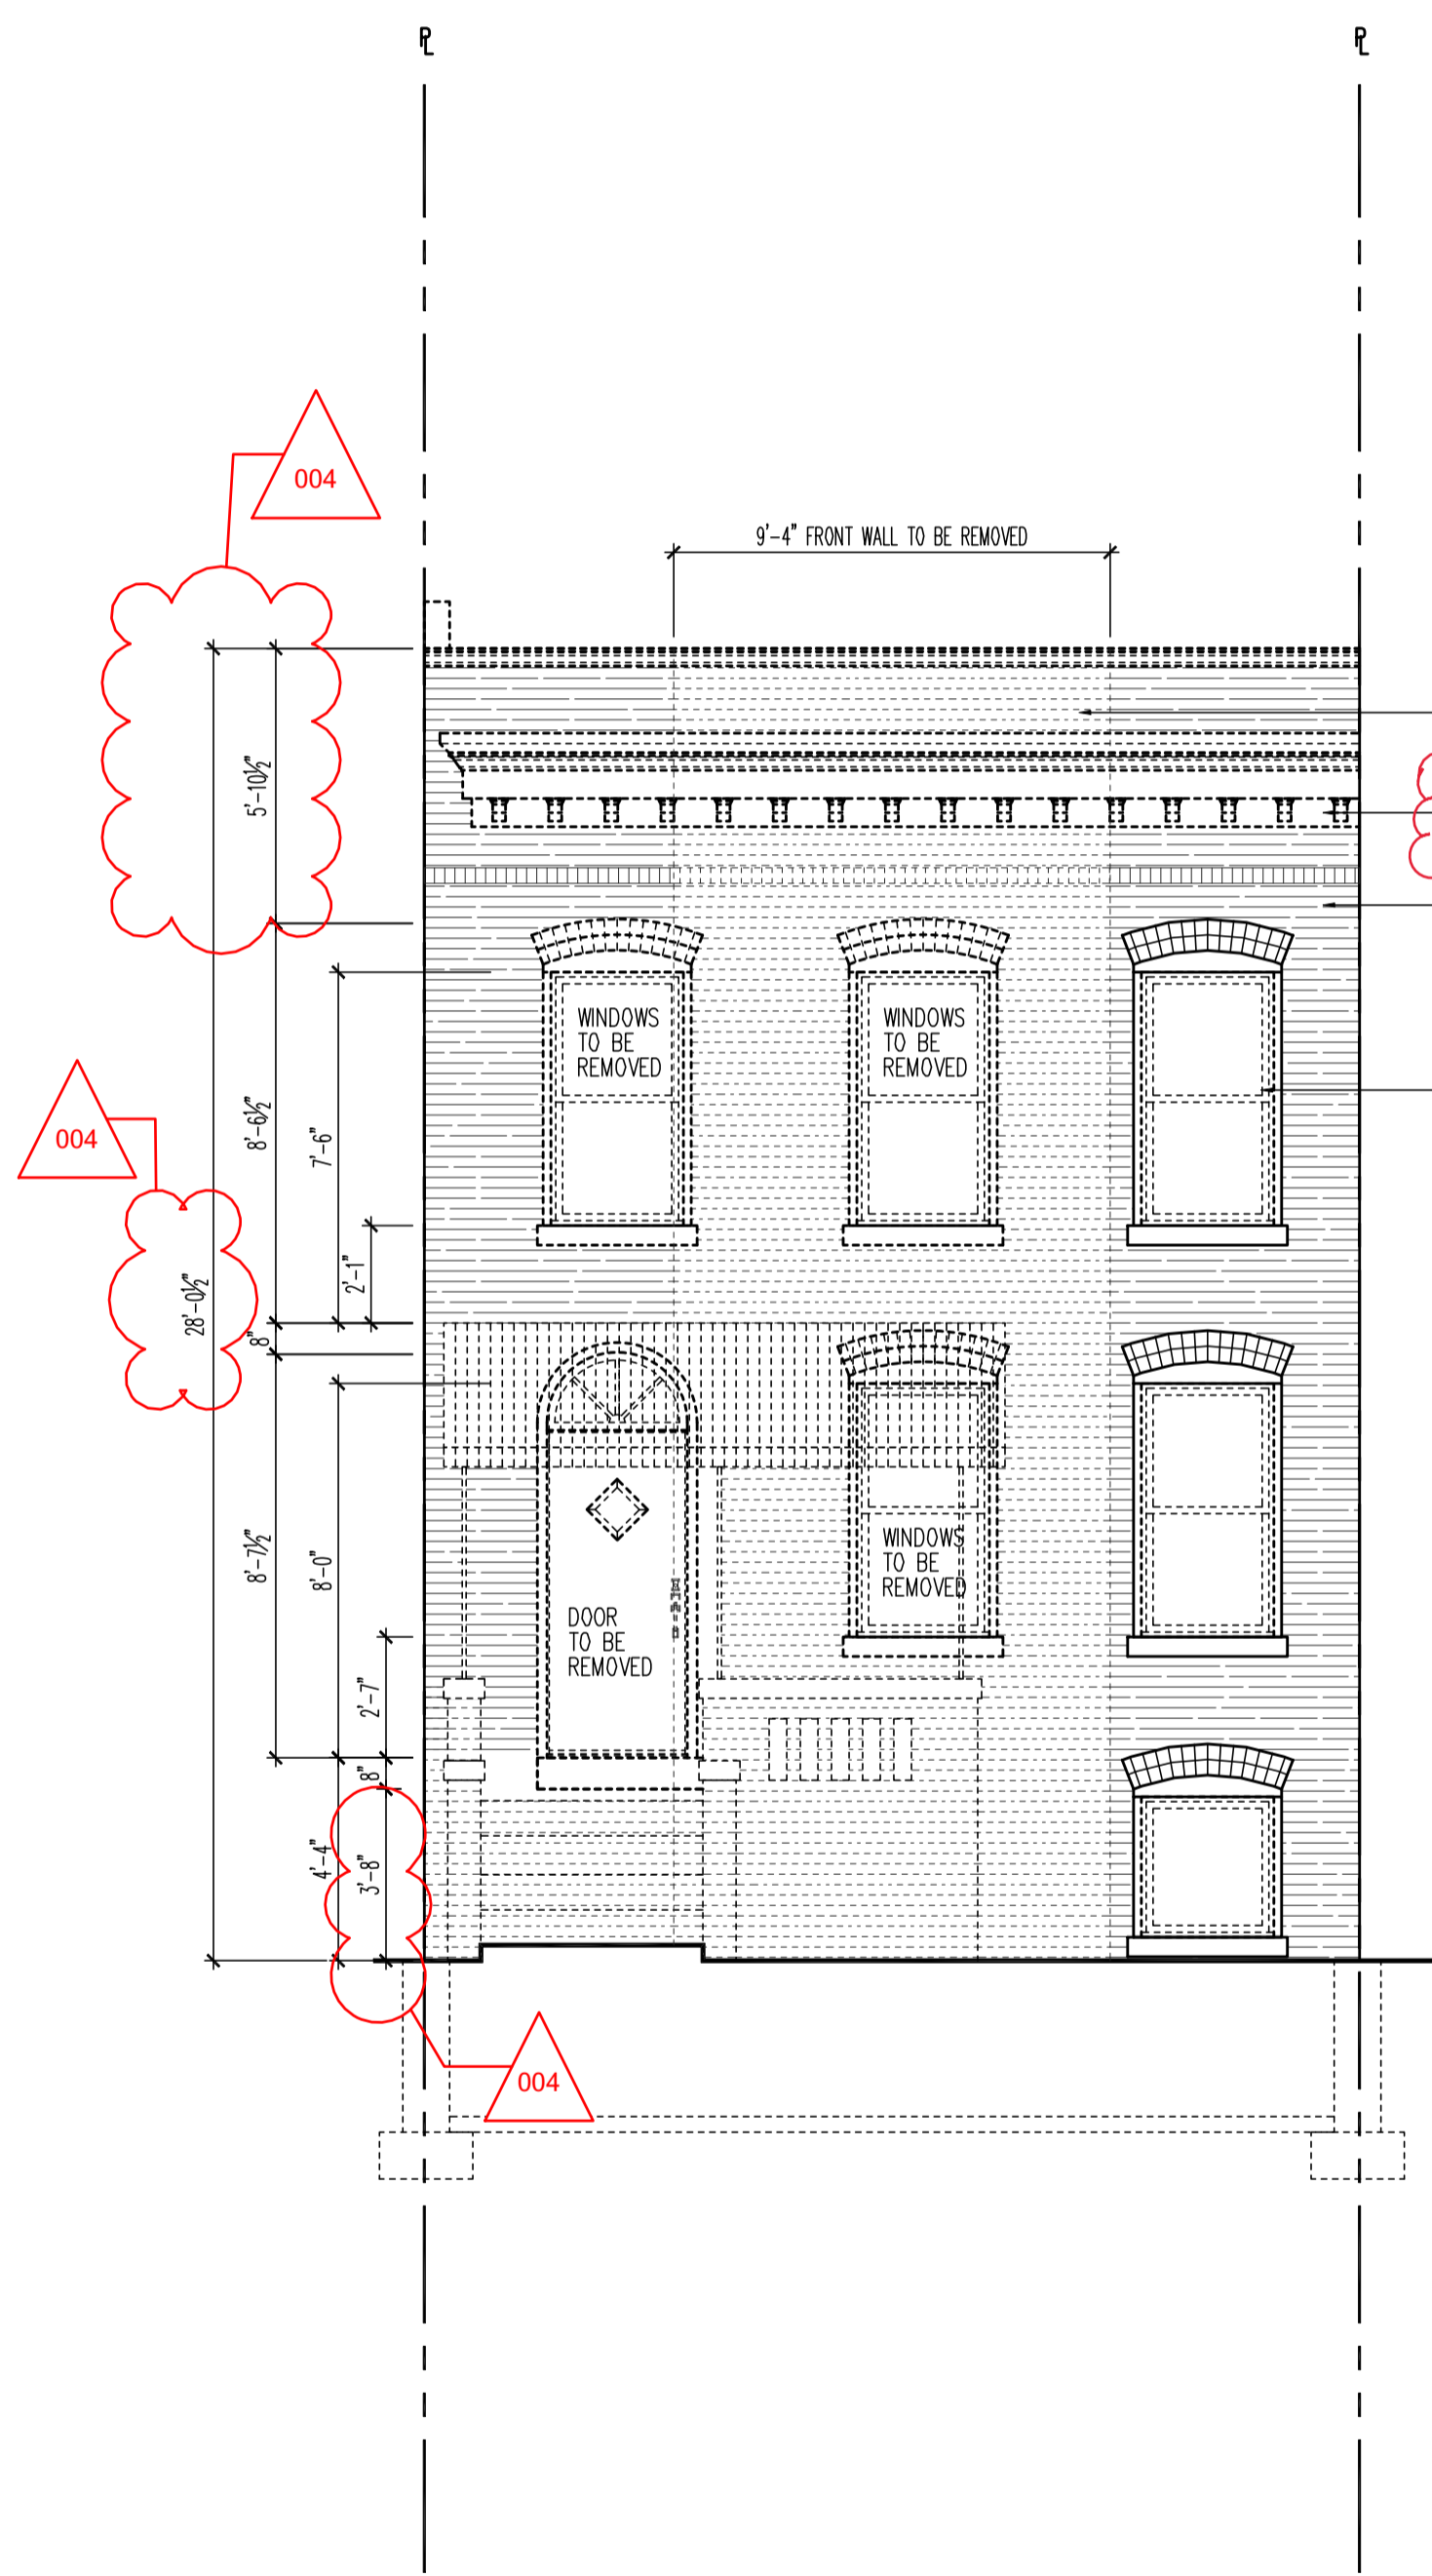 PL
PL
004
9'-4" FRONT WALL TO BE REMOVED
5'-10½"
WINDOWS
TO BE
REMOVED
WINDOWS
TO BE
REMOVED
8'-6½"
7'-6"
004
2'-1"
28'-0½"
8"
8'-7½"
8'-0"
WINDOWS
TO BE
REMOVED
DOOR
TO BE
REMOVED
2'-7"
8"
4'-4"
3'-8"
004